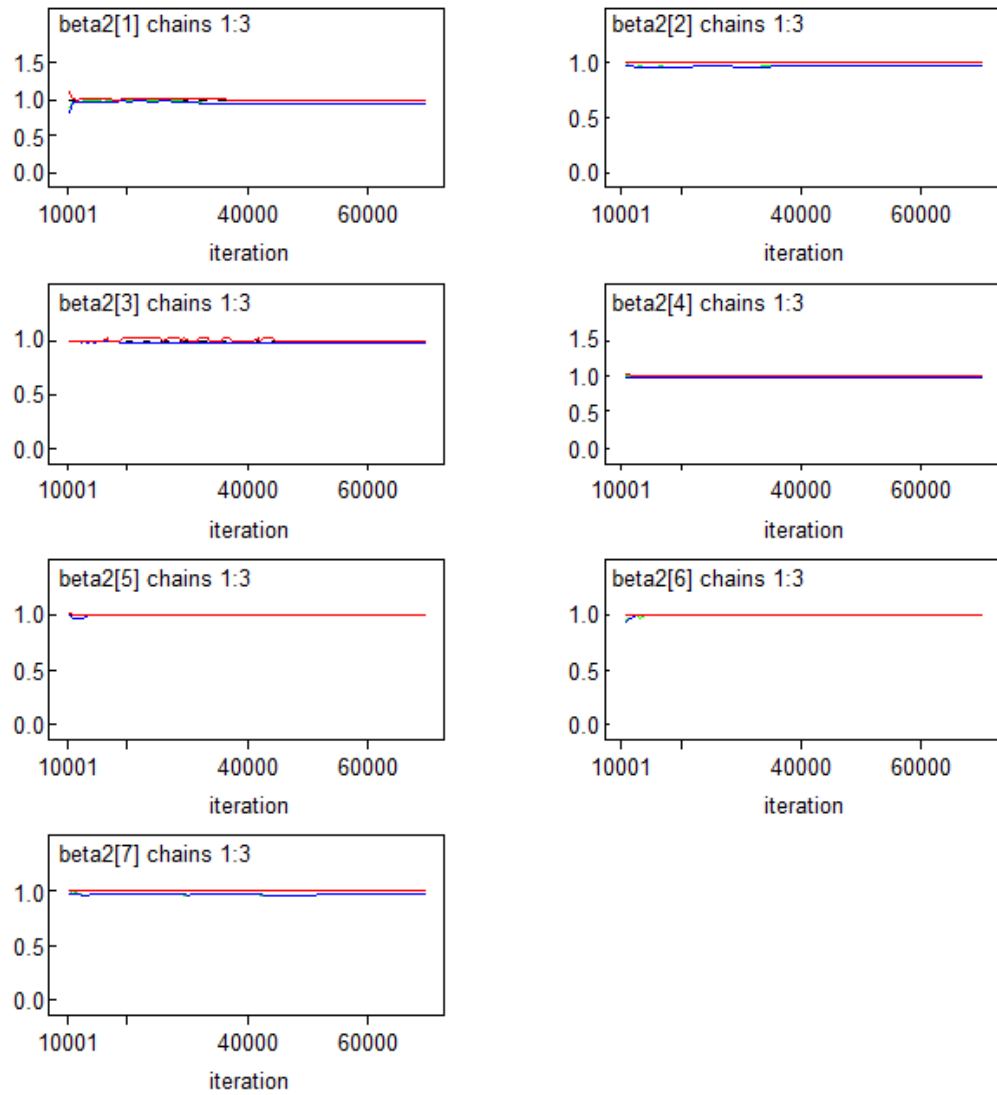 beta2[1] chains 1:3
1.5
1.0
0.5
0.0
10001 40000 60000
iteration
beta2[2] chains 1:3
1.0
0.5
0.0
10001 40000 60000
iteration
beta2[3] chains 1:3
1.0
0.5
0.0
10001 40000 60000
iteration
beta2[4] chains 1:3
1.5
1.0
0.5
0.0
10001 40000 60000
iteration
beta2[5] chains 1:3
1.0
0.5
0.0
10001 40000 60000
iteration
beta2[6] chains 1:3
1.0
0.5
0.0
10001 40000 60000
iteration
beta2[7] chains 1:3
1.0
0.5
0.0
10001 40000 60000
iteration